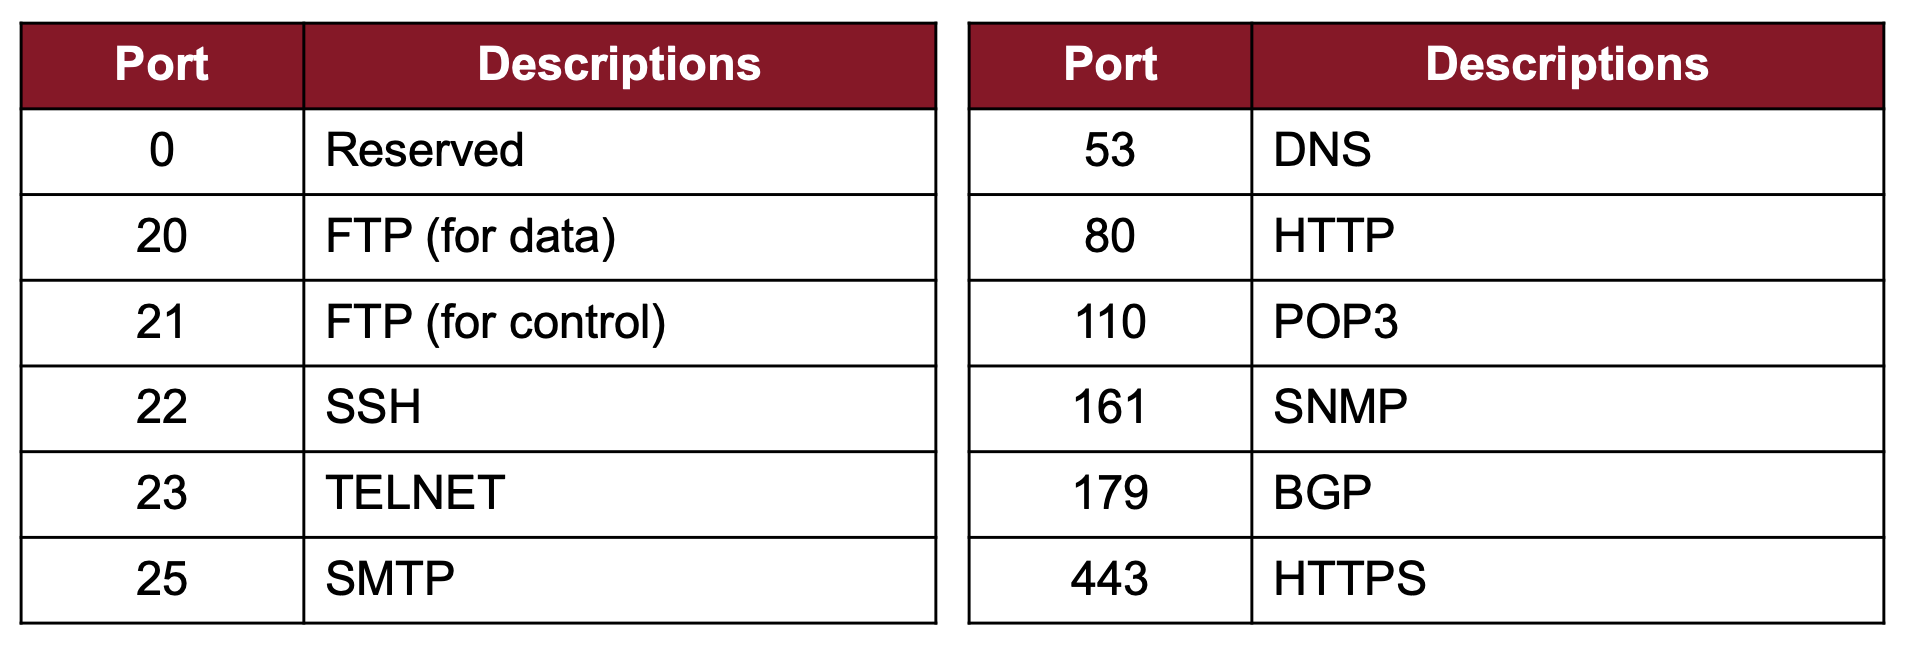 Port Descriptions
0 Reserved
20 FTP (for data)
21 FTP (for control)
22 SSH
23 TELNET
25 SMTP
Port Descriptions
53 DNS
80 HTTP
110 POP3
161 SNMP
179 BGP
443 HTTPS